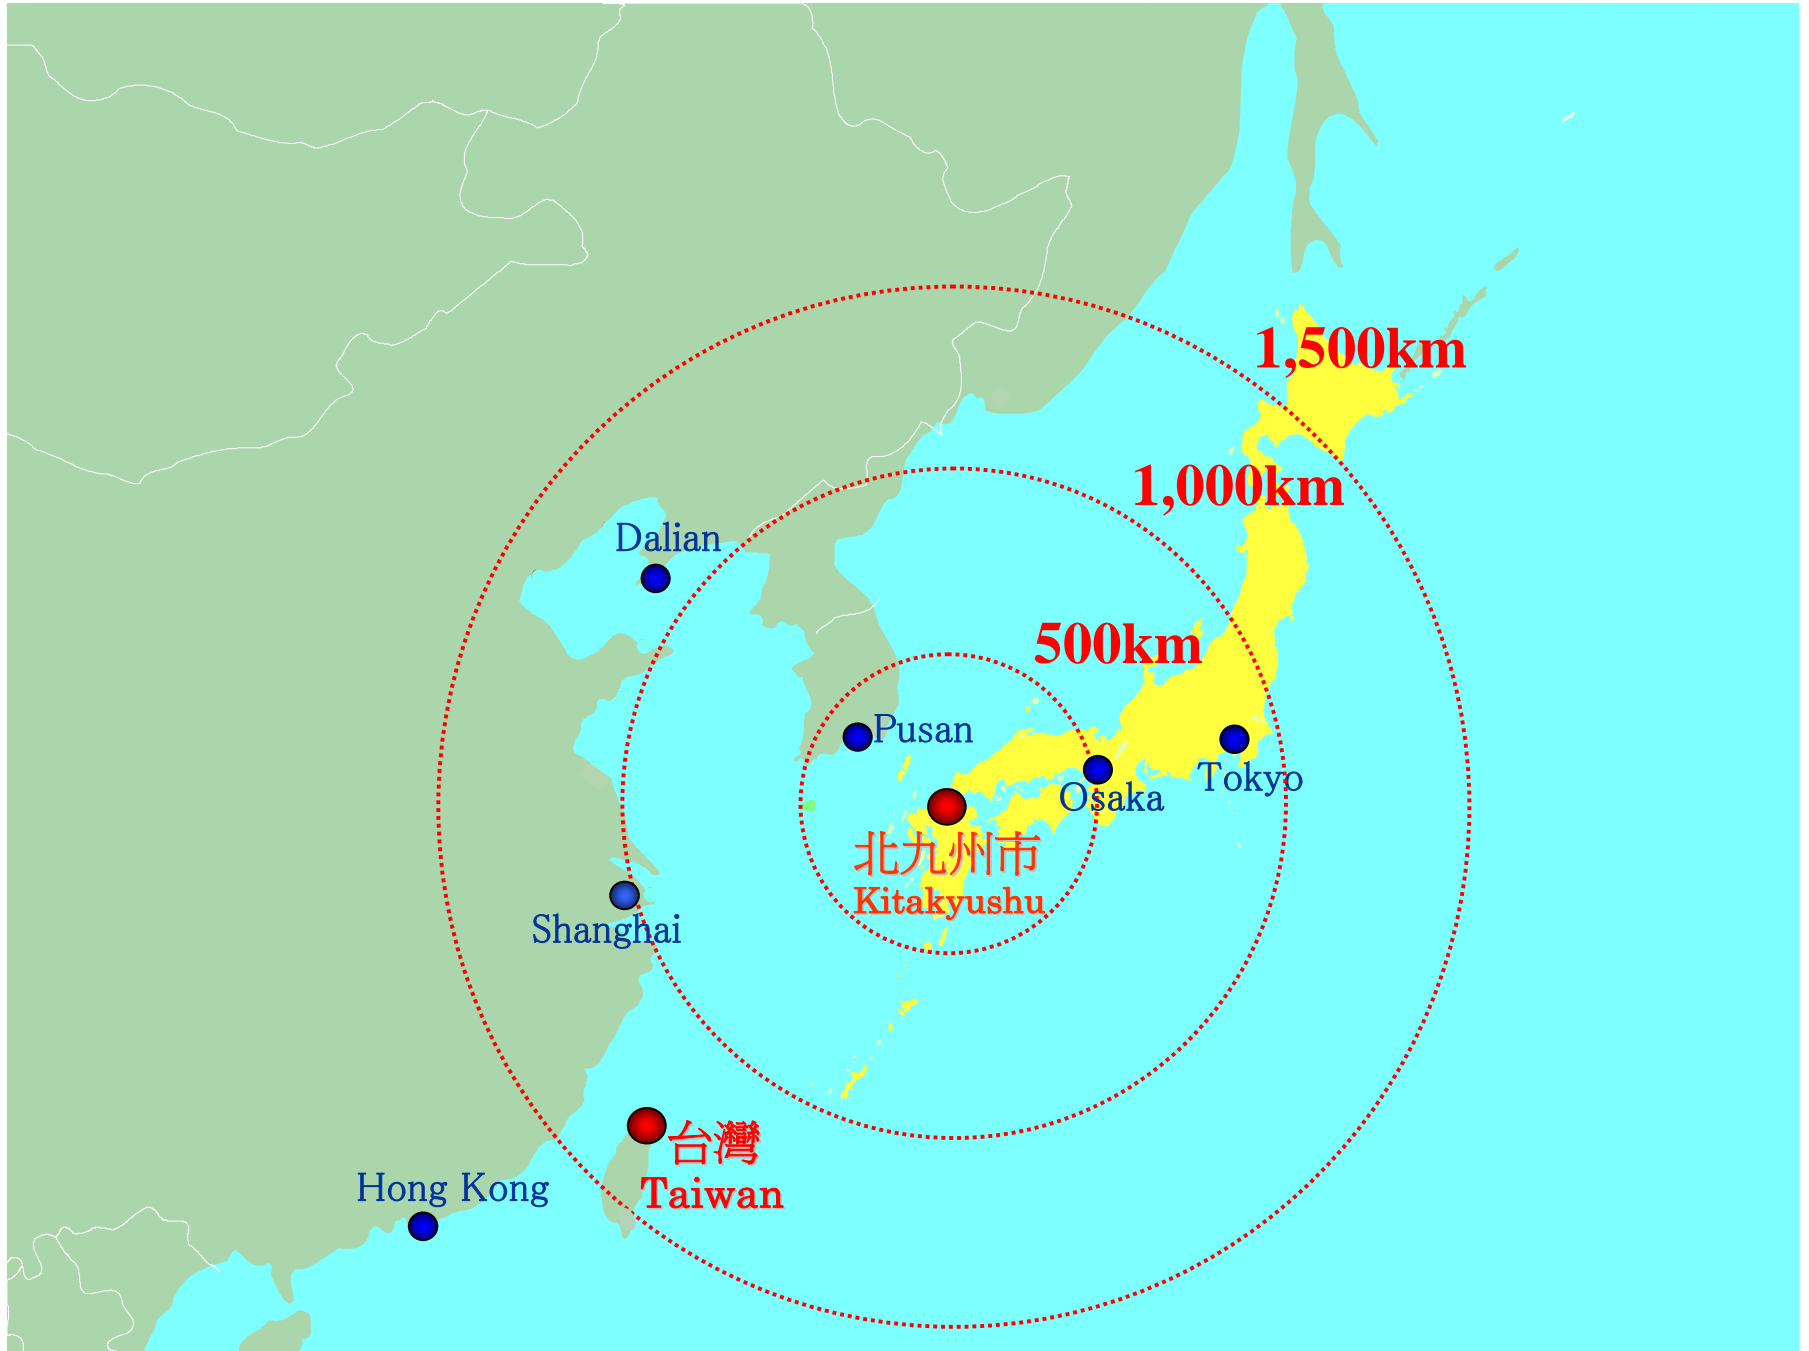 1,500km
1,000km
Dalian
500km
Pusan
Tokyo
Osaka
北九州市
Kitakyushu
Shanghai
台灣
Taiwan
Hong Kong